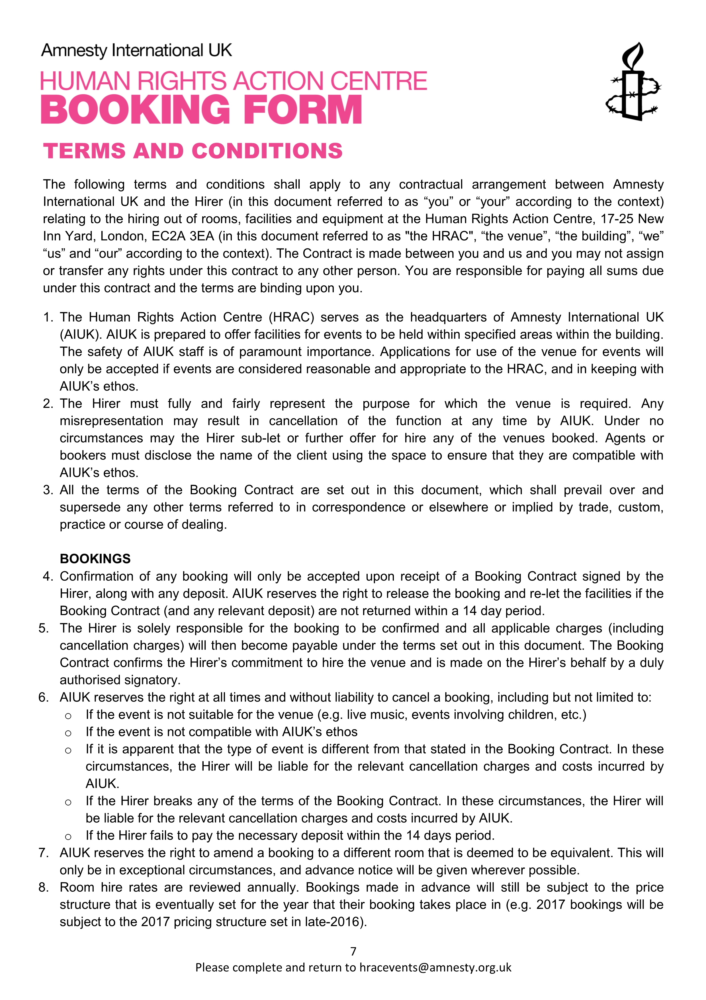 Amnesty International UK
HUMAN RIGHTS ACTION CENTRE
BOOKING FORM
TERMS AND CONDITIONS
The following terms and conditions shall apply to any contractual arrangement between Amnesty
International UK and the Hirer (in this document referred to as “you” or “your” according to the context)
relating to the hiring out of rooms, facilities and equipment at the Human Rights Action Centre, 17-25 New
Inn Yard, London, EC2A 3EA (in this document referred to as "the HRAC", “the venue”, “the building”, “we”
“us” and “our” according to the context). The Contract is made between you and us and you may not assign
or transfer any rights under this contract to any other person. You are responsible for paying all sums due
under this contract and the terms are binding upon you.
1. The Human Rights Action Centre (HRAC) serves as the headquarters of Amnesty International UK
(AIUK). AIUK is prepared to offer facilities for events to be held within specified areas within the building.
The safety of AIUK staff is of paramount importance. Applications for use of the venue for events will
only be accepted if events are considered reasonable and appropriate to the HRAC, and in keeping with
AIUK’s ethos.
2. The Hirer must fully and fairly represent the purpose for which the venue is required. Any
misrepresentation may result in cancellation of the function at any time by AIUK. Under no
circumstances may the Hirer sub-let or further offer for hire any of the venues booked. Agents or
bookers must disclose the name of the client using the space to ensure that they are compatible with
AIUK’s ethos.
3. All the terms of the Booking Contract are set out in this document, which shall prevail over and
supersede any other terms referred to in correspondence or elsewhere or implied by trade, custom,
practice or course of dealing.
BOOKINGS
4. Confirmation of any booking will only be accepted upon receipt of a Booking Contract signed by the
Hirer, along with any deposit. AIUK reserves the right to release the booking and re-let the facilities if the
Booking Contract (and any relevant deposit) are not returned within a 14 day period.
5. The Hirer is solely responsible for the booking to be confirmed and all applicable charges (including
cancellation charges) will then become payable under the terms set out in this document. The Booking
Contract confirms the Hirer’s commitment to hire the venue and is made on the Hirer’s behalf by a duly
authorised signatory.
6. AIUK reserves the right at all times and without liability to cancel a booking, including but not limited to:
o If the event is not suitable for the venue (e.g. live music, events involving children, etc.)
o If the event is not compatible with AIUK’s ethos
o If it is apparent that the type of event is different from that stated in the Booking Contract. In these
circumstances, the Hirer will be liable for the relevant cancellation charges and costs incurred by
AIUK.
o If the Hirer breaks any of the terms of the Booking Contract. In these circumstances, the Hirer will
be liable for the relevant cancellation charges and costs incurred by AIUK.
o If the Hirer fails to pay the necessary deposit within the 14 days period.
7. AIUK reserves the right to amend a booking to a different room that is deemed to be equivalent. This will
only be in exceptional circumstances, and advance notice will be given wherever possible.
8. Room hire rates are reviewed annually. Bookings made in advance will still be subject to the price
structure that is eventually set for the year that their booking takes place in (e.g. 2017 bookings will be
subject to the 2017 pricing structure set in late-2016).
7
Please complete and return to hracevents@amnesty.org.uk